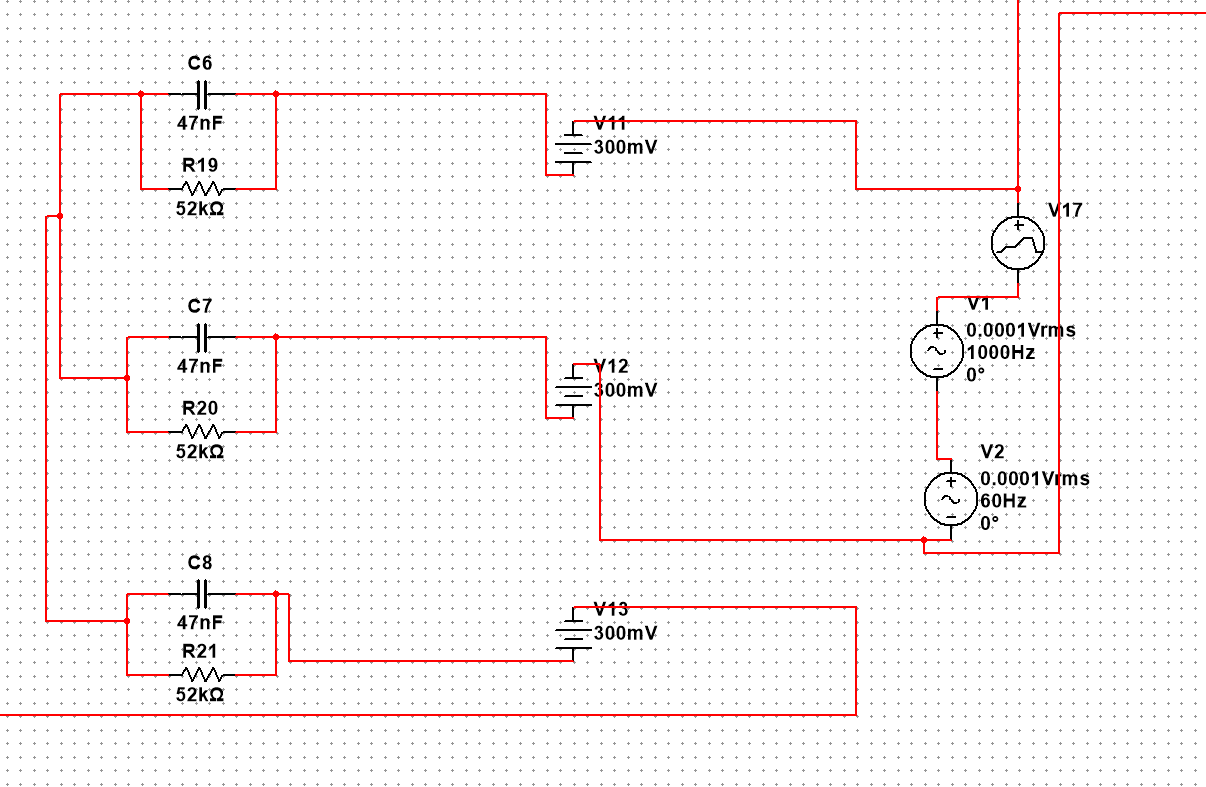 C6
47nF
R19
52kΩ
V11
300mV
V17
C7
47nF
R20
52kΩ
V12
300mV
V1
0.0001Vrms
1000Hz
0°
V2
0.0001Vrms
60Hz
0°
C8
47nF
R21
52kΩ
V13
300mV